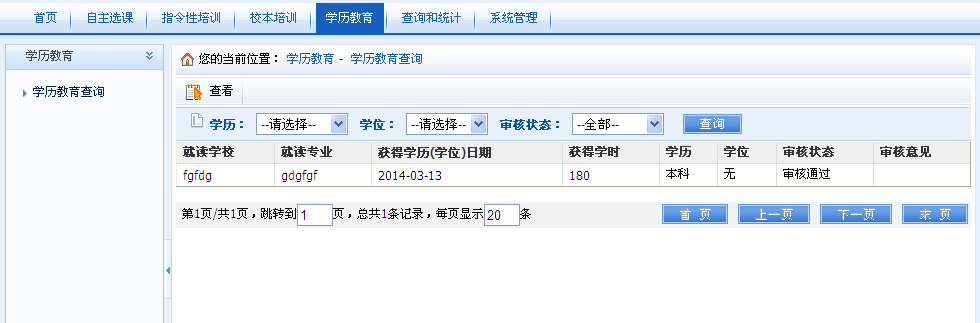 首页 自主选课 指令性培训 校本培训 学历教育 查询和统计 系统管理
学历教育
学历教育查询
您的当前位置： 学历教育 - 学历教育查询
查看
学历： --请选择-- 学位： --请选择-- 审核状态： --全部-- 查询
就读学校 就读专业 获得学历(学位)日期 获得学时 学历 学位 审核状态 审核意见
fgfdg gdgfgf 2014-03-13 180 本科 无 审核通过
第1页/共1页，跳转到 1 页，总共1条记录，每页显示 20 条 首 页 上一页 下一页 末 页